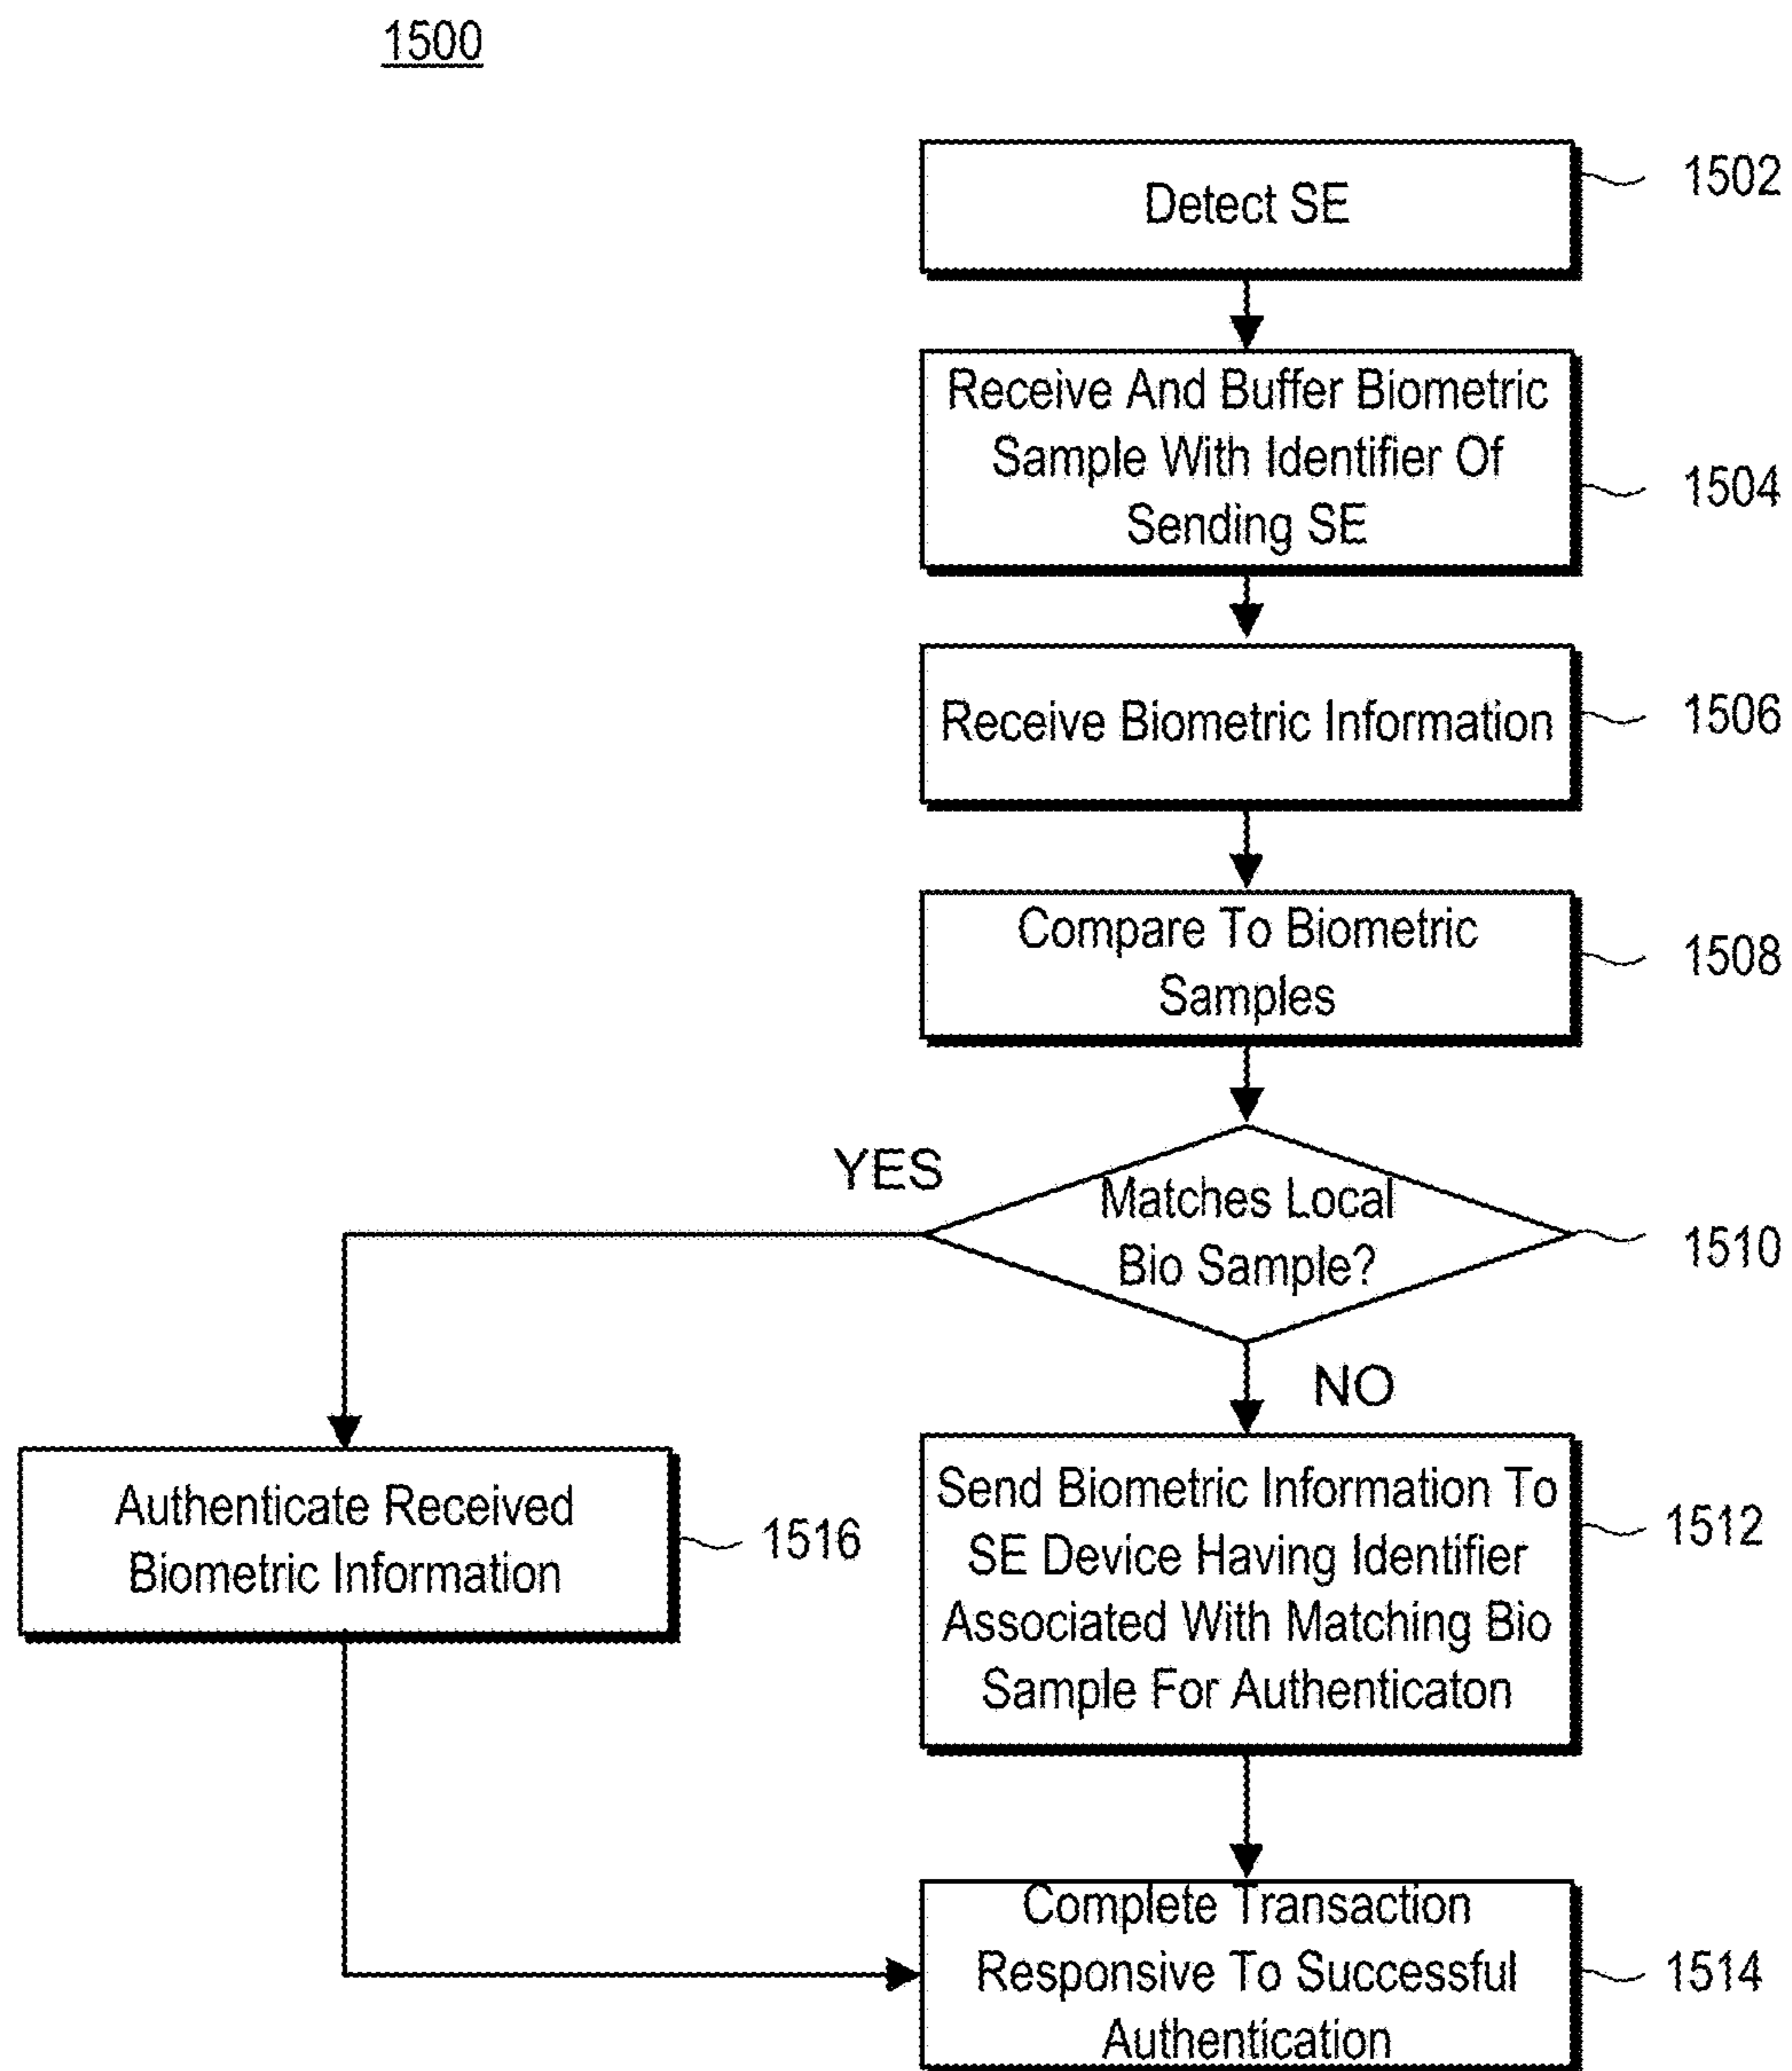 1500
Detect SE
1502
Receive And Buffer Biometric
Sample With Identifier Of
Sending SE
1504
Receive Biometric Information
1506
Compare To Biometric
Samples
1508
YES
Matches Local
Bio Sample?
1510
NO
Authenticate Received
Biometric Information
1516
Send Biometric Information To
SE Device Having Identifier
Associated With Matching Bio
Sample For Authenticaton
1512
Complete Transaction
Responsive To Successful
Authentication
1514